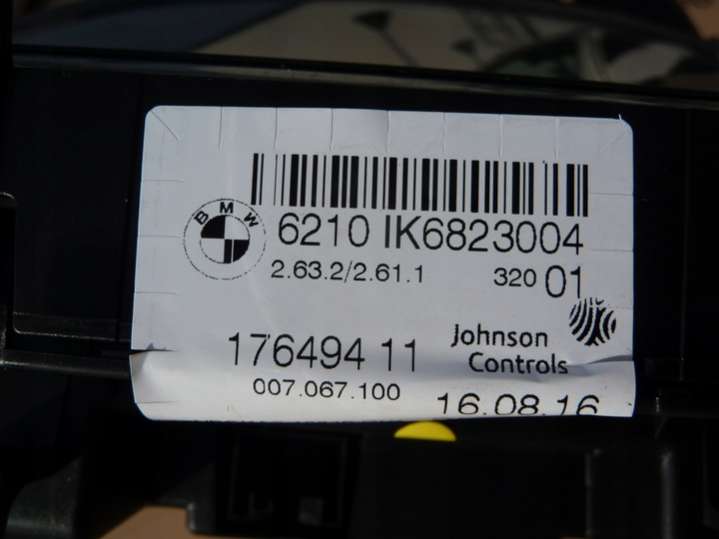 BMW
6210 IK6823004
2.63.2/2.61.1 320 01
176494 11 Johnson
Controls
007.067.100
16.08.16